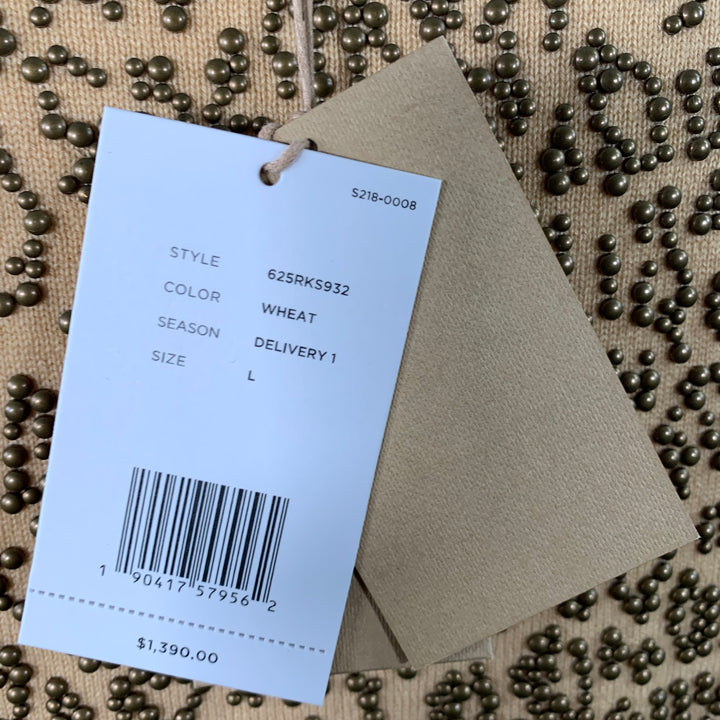 S218-0008
STYLE 625RKS932
COLOR WHEAT
SEASON DELIVERY 1
SIZE L
1 90417 57956 2
$1,390.00